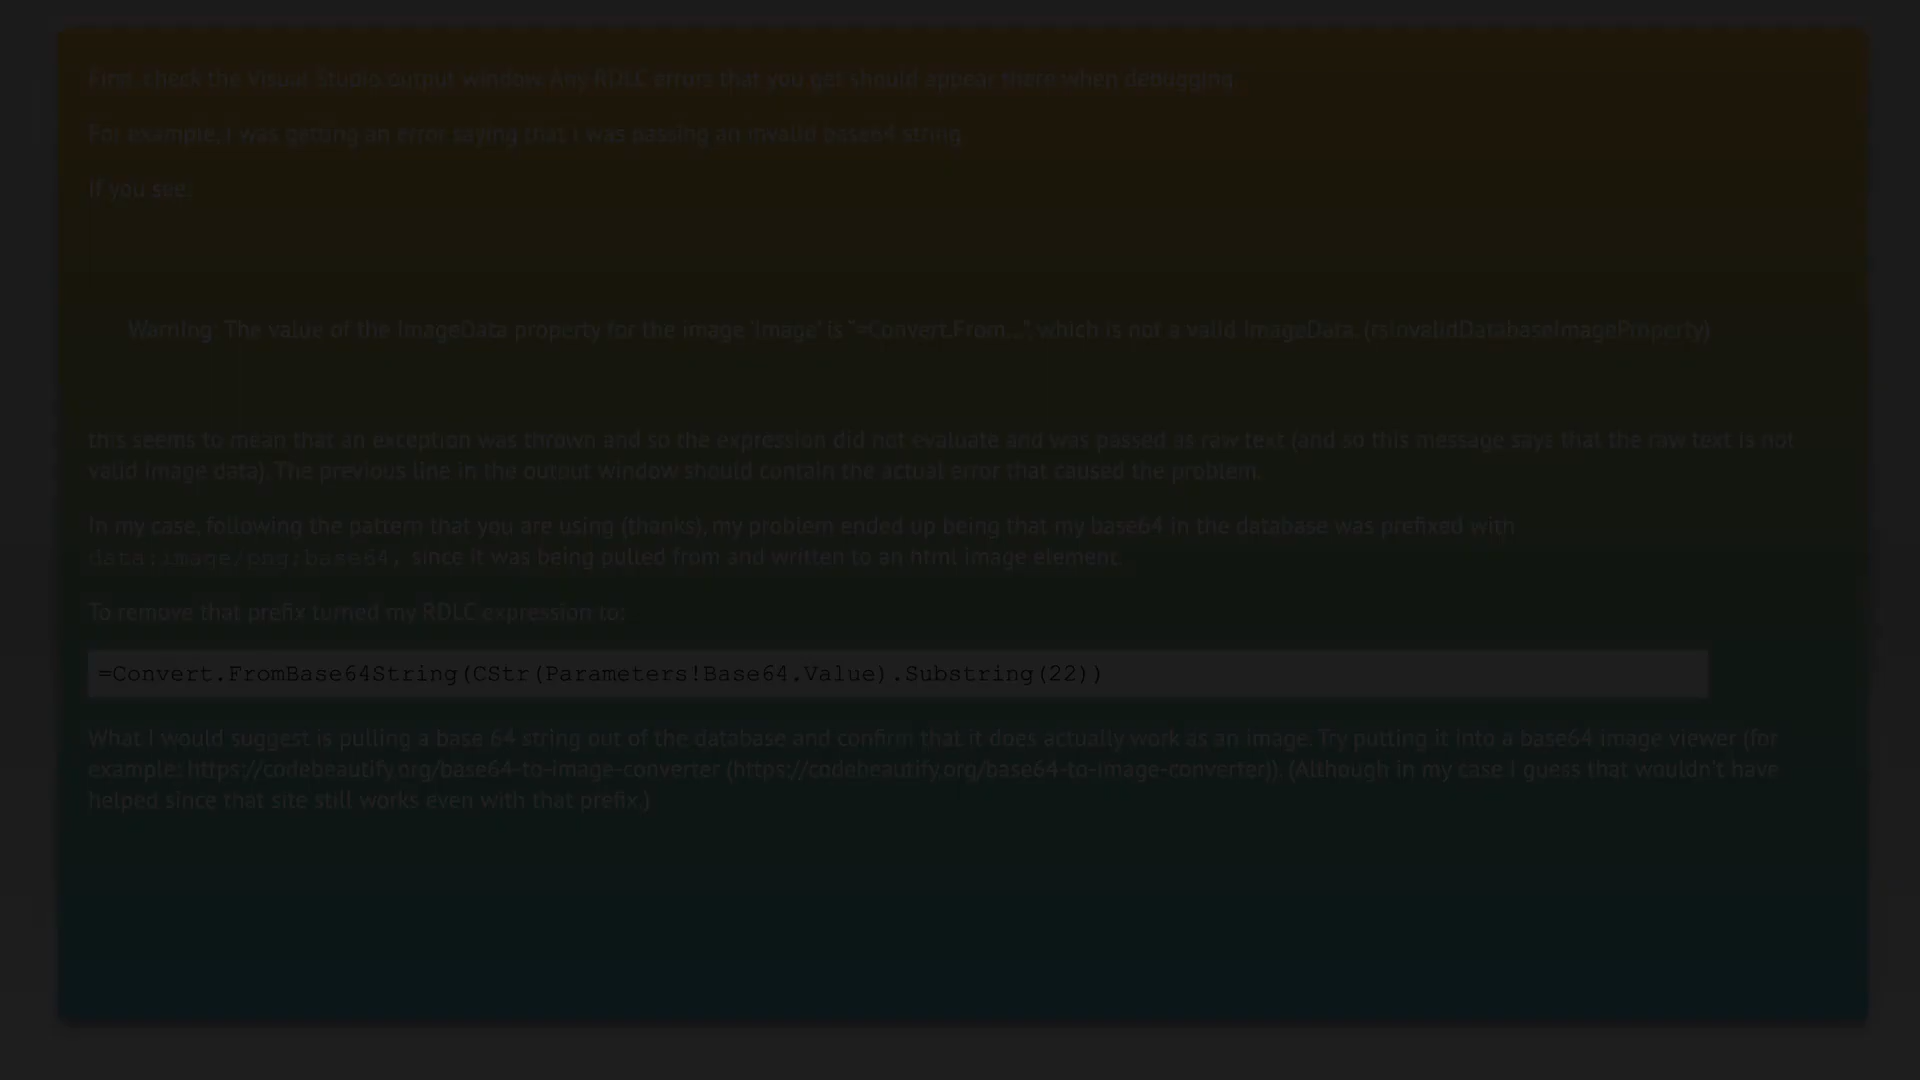 First, check the Visual Studio output window. Any RDLC errors that you get should appear there when debugging.
For example, I was getting an error saying that I was passing an invalid base64 string.
If you see:
Warning: The value of the ImageData property for the image 'Image' is "=Convert.From...", which is not a valid ImageData. (rsInvalidDatabaseImageProperty)
this seems to mean that an exception was thrown and so the expression did not evaluate and was passed as raw text (and so this message says that the raw text is not
valid image data). The previous line in the output window should contain the actual error that caused the problem.
In my case, following the pattern that you are using (thanks), my problem ended up being that my base64 in the database was prefixed with
data:image/png;base64, since it was being pulled from and written to an html image element.
To remove that prefix turned my RDLC expression to:
=Convert.FromBase64String(CStr(Parameters!Base64.Value).Substring(22))
What I would suggest is pulling a base 64 string out of the database and confirm that it does actually work as an image. Try putting it into a base64 image viewer (for
example: https://codebeautify.org/base64-to-image-converter (https://codebeautify.org/base64-to-image-converter)). (Although in my case I guess that wouldn't have
helped since that site still works even with that prefix.)